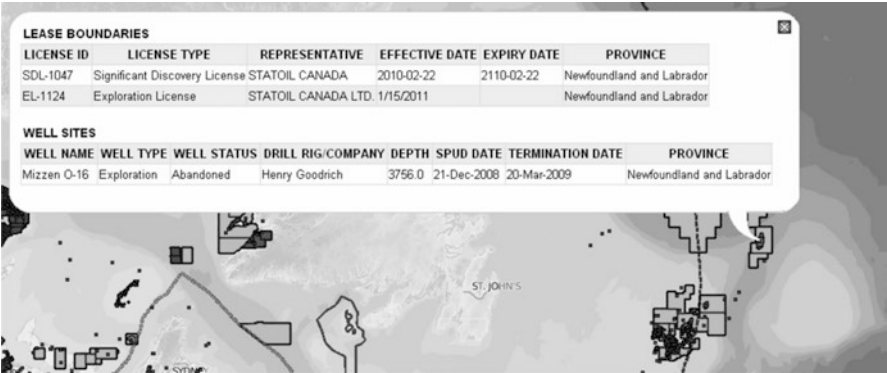 LEASE BOUNDARIES
LICENSE ID LICENSE TYPE REPRESENTATIVE EFFECTIVE DATE EXPIRY DATE PROVINCE
SDL-1047 Significant Discovery License STATOIL CANADA 2010-02-22 2110-02-22 Newfoundland and Labrador
EL-1124 Exploration License STATOIL CANADA LTD. 1/15/2011 Newfoundland and Labrador
WELL SITES
WELL NAME WELL TYPE WELL STATUS DRILL RIG/COMPANY DEPTH SPUD DATE TERMINATION DATE PROVINCE
Mizzen O-16 Exploration Abandoned Henry Goodrich 3756.0 21-Dec-2008 20-Mar-2009 Newfoundland and Labrador
ST. JOHN'S
SYDNEY